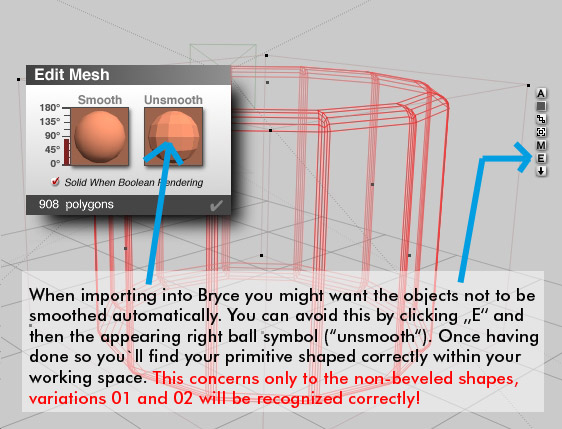 Edit Mesh
Smooth Unsmooth
180°
135°
90°
45°
0°
Solid When Boolean Rendering
908 polygons
A
M
E
When importing into Bryce you might want the objects not to be
smoothed automatically. You can avoid this by clicking „E“ and
then the appearing right ball symbol (“unsmooth“). Once having
done so you`ll find your primitive shaped correctly within your
working space. This concerns only to the non-beveled shapes,
variations 01 and 02 will be recognized correctly!